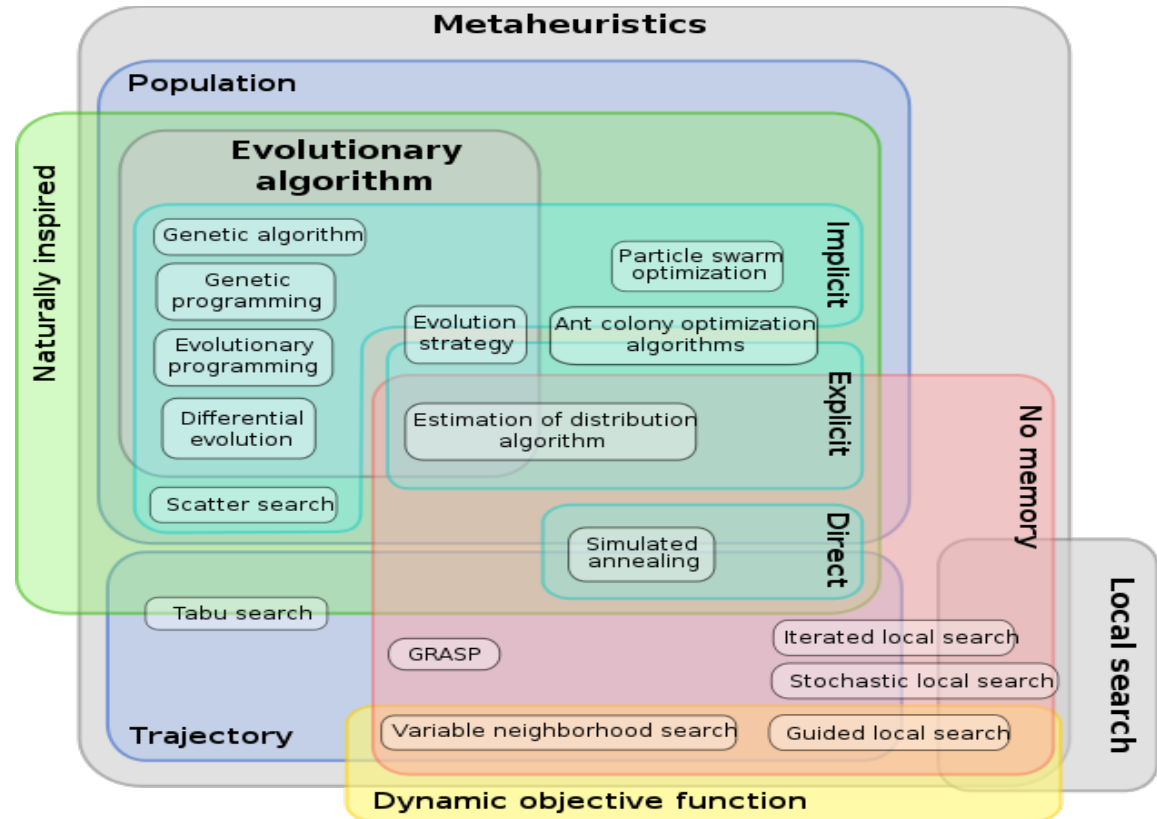 Metaheuristics
Population
Naturally inspired
Evolutionary
algorithm
Genetic algorithm
Genetic
programming
Evolutionary
programming
Differential
evolution
Scatter search
Evolution
strategy
Particle swarm
optimization
Ant colony optimization
algorithms
Implicit
Explicit
Estimation of distribution
algorithm
No memory
Direct
Simulated
annealing
Tabu search
GRASP
Iterated local search
Stochastic local search
Local search
Trajectory
Variable neighborhood search
Guided local search
Dynamic objective function